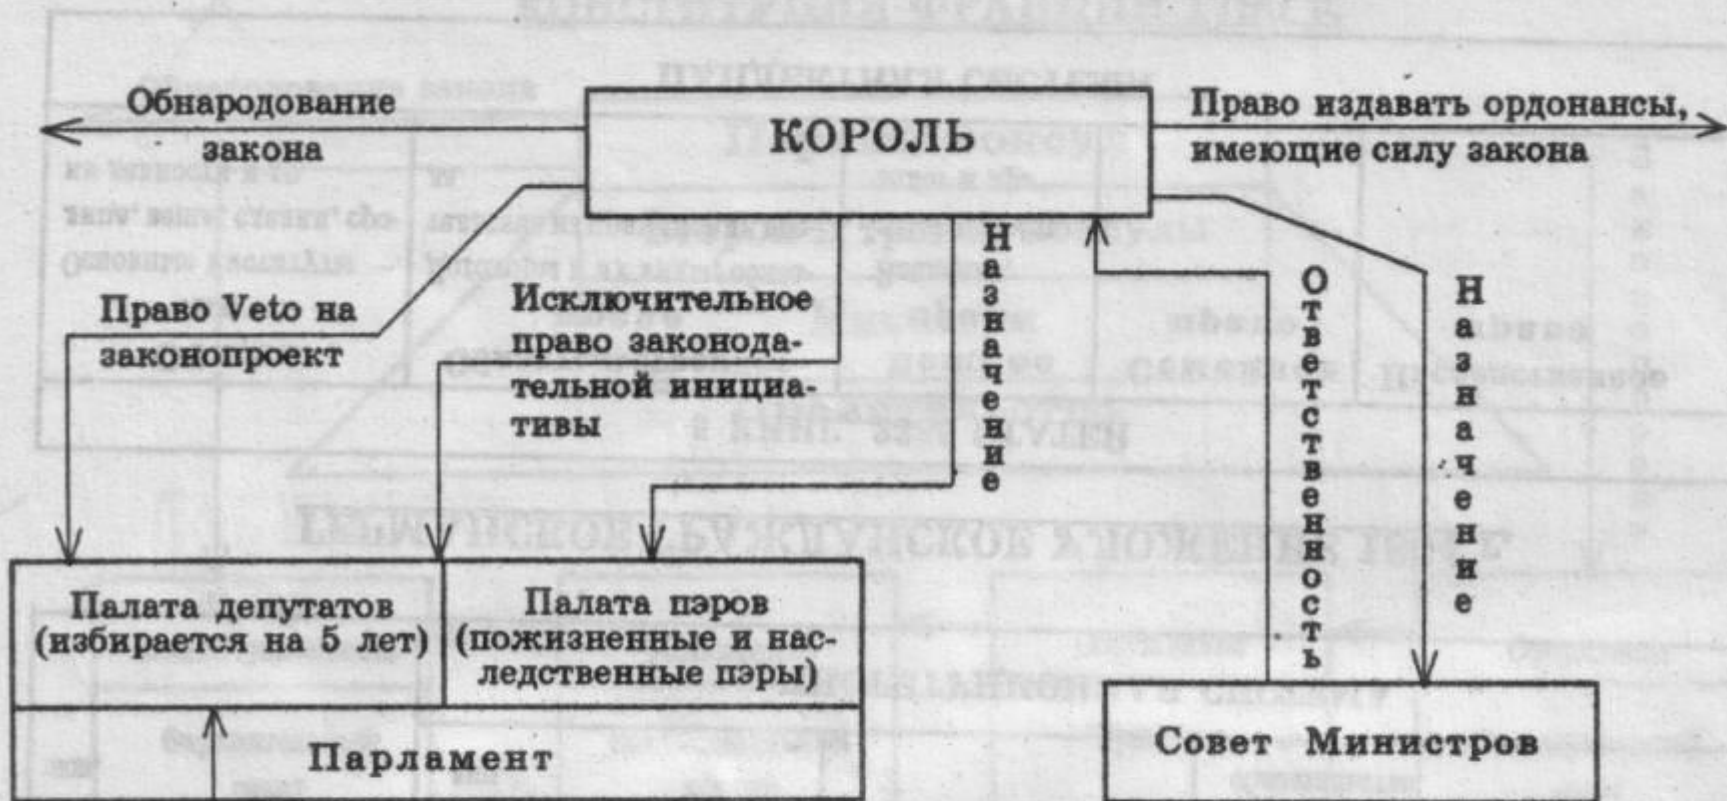 Обнародование
закона
КОРОЛЬ
Право издавать ордонансы,
имеющие силу закона
Право Veto на
законопроект
Исключительное
право законода-
тельной инициа-
тивы
Назначение
Ответственность
Назначение
Палата депутатов
(избирается на 5 лет)
Палата пэров
(пожизненные и нас-
ледственные пэры)
Парламент
Совет Министров